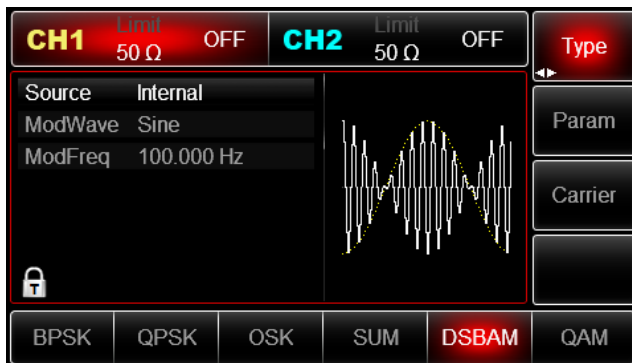 CH1 Limit 50 Ω OFF CH2 Limit 50 Ω OFF Type
Source Internal
ModWave Sine
ModFreq 100.000 Hz
Param
Carrier
T
BPSK QPSK OSK SUM DSBAM QAM